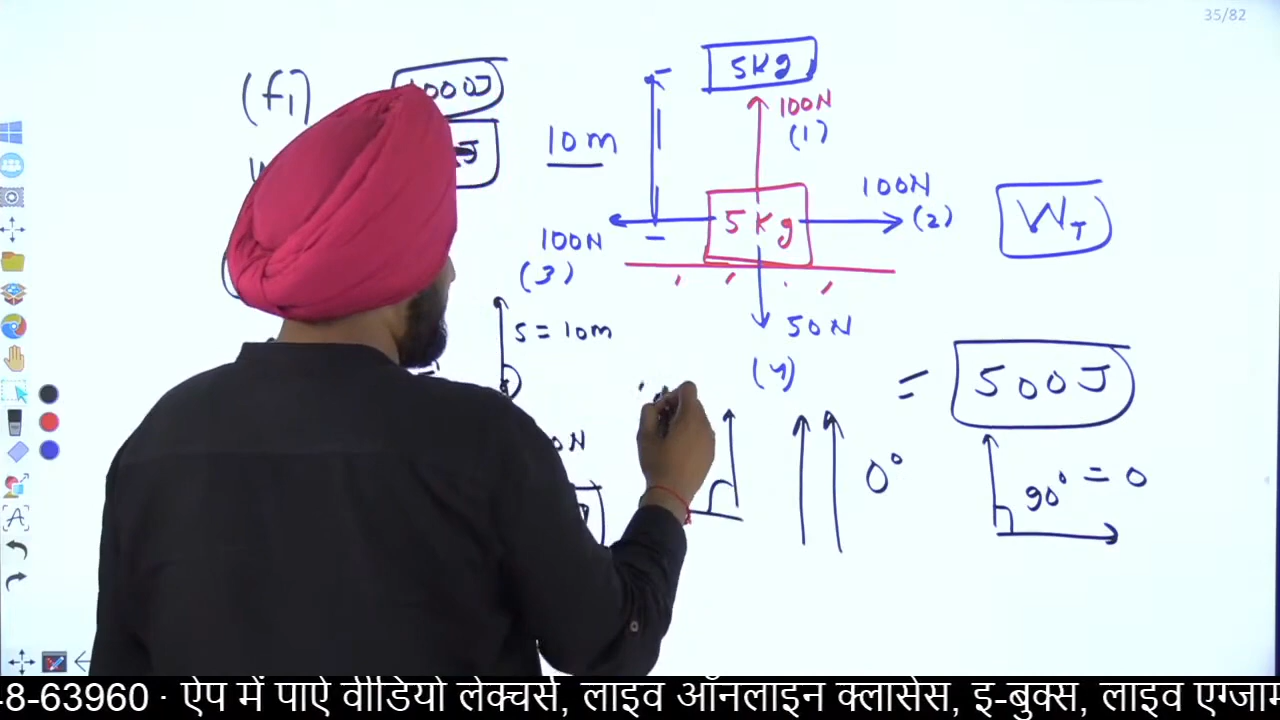 35/82
(f1)
5Kg
100N
(1)
10m
100N
(2)
5Kg
WT
100N
(3)
50N
(4)
S = 10m
= 500J
0°
90° = 0
8-63960 · ऐप में पाऐ वीडियो लेक्चर्स, लाइव ऑनलाइन क्लासेस, इ-बुक्स, लाइव एग्जाम